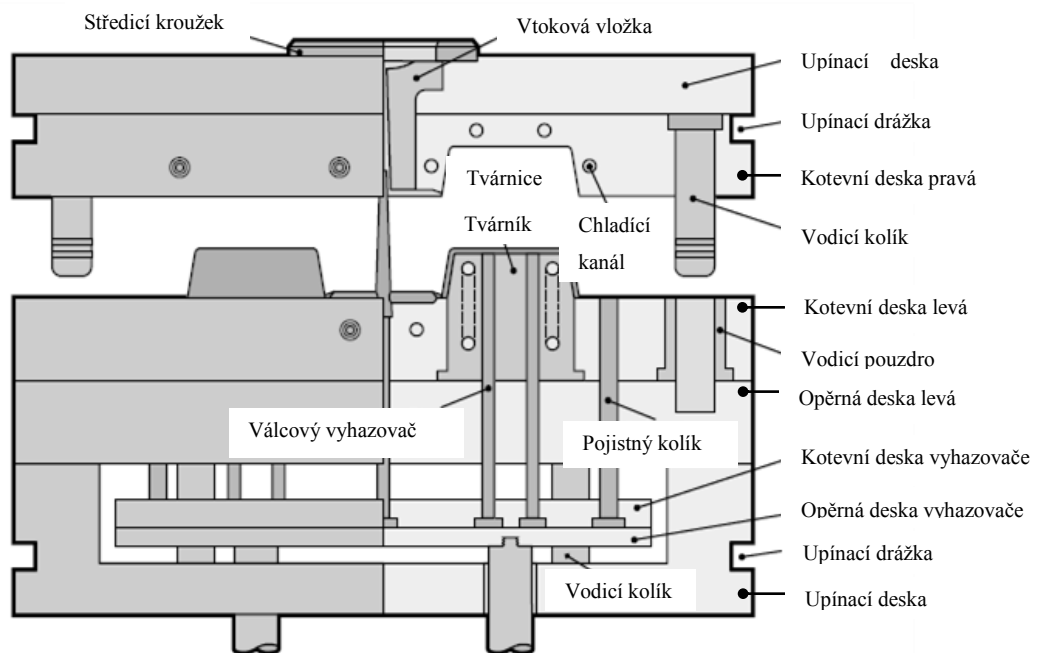 Středicí kroužek
Vtoková vložka
Upínací deska
Upínací drážka
Tvárnice
Kotevní deska pravá
Tvárník
Chladící
kanál
Vodicí kolík
Kotevní deska levá
Vodicí pouzdro
Opěrná deska levá
Válcový vyhazovač
Pojistný kolík
Kotevní deska vyhazovače
Opěrná deska vyhazovače
Upínací drážka
Vodicí kolík
Upínací deska